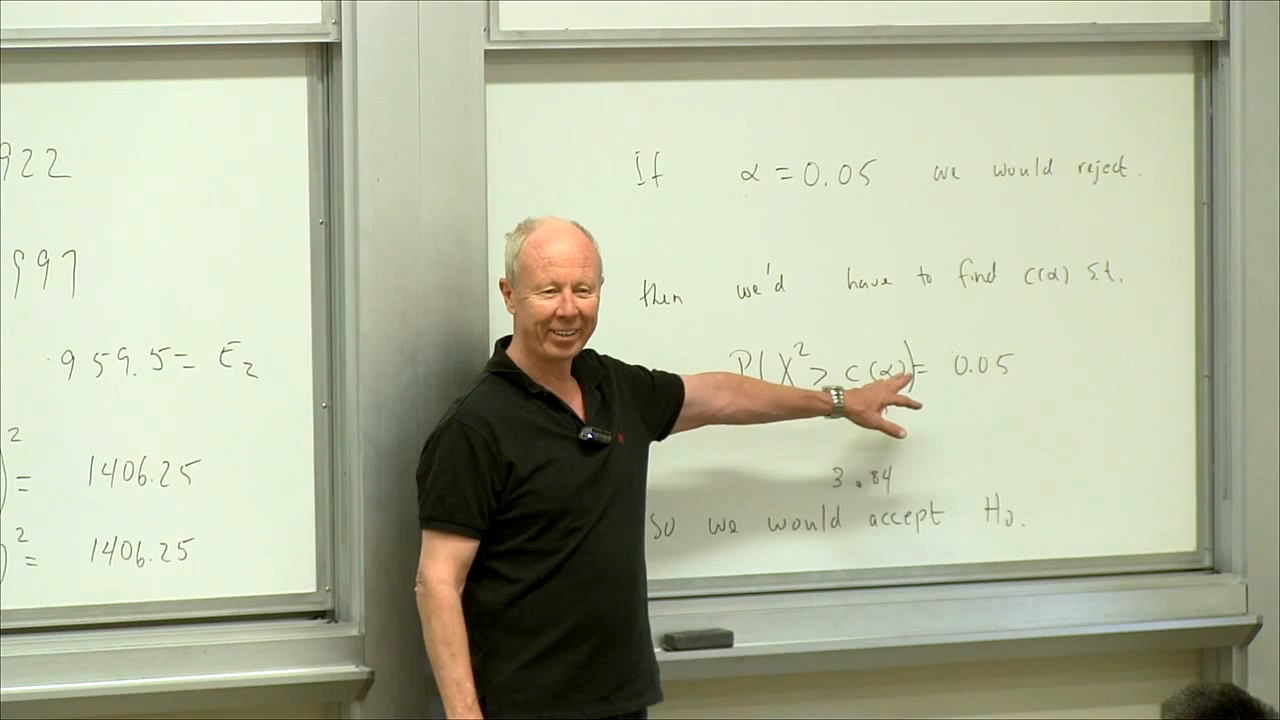 922
997
959.5 = E₂
)² = 1406.25
)² = 1406.25
If α = 0.05 we would reject.
then we'd have to find c(α) s.t.
P(X² > c(α)) = 0.05
3.84
So we would accept H₀.